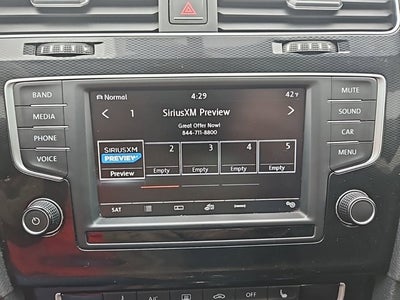 BAND
MEDIA
PHONE
VOICE
MUTE
SOUND
CAR
MENU
Normal 4:29 42°F
< 1 SiriusXM Preview >
Great Offer Now!
844-711-8800
SIRIUSXM
PREVIEW
Preview
2 3 4 5
Empty Empty Empty Empty
SAT
A/C